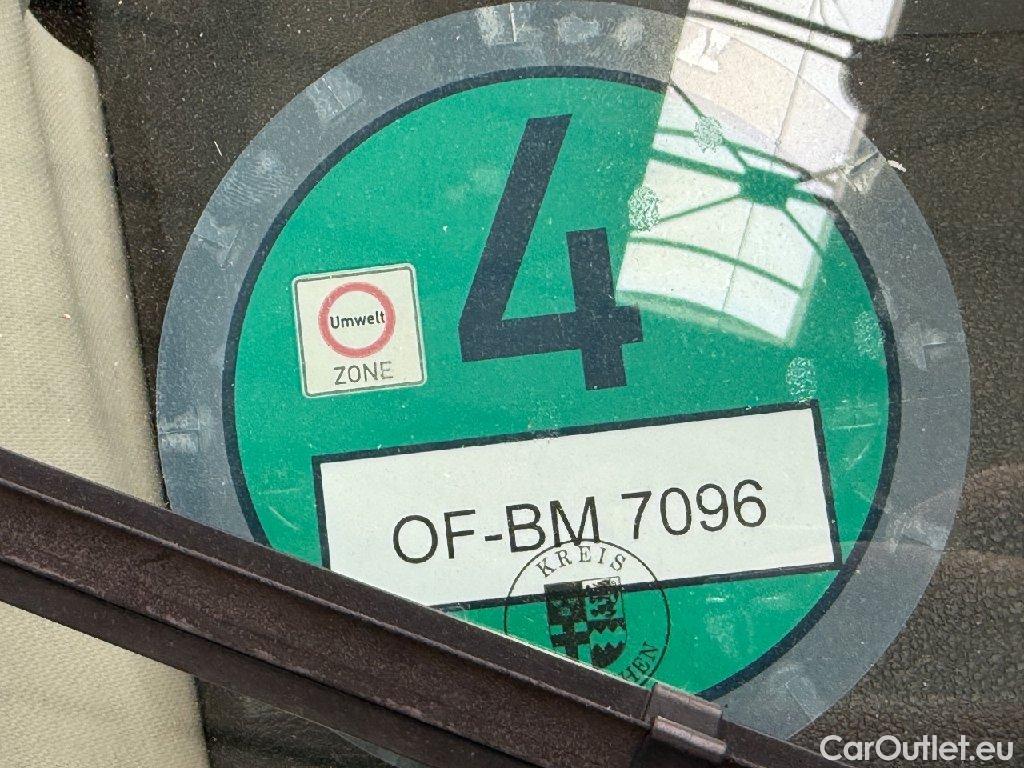 4
Umwelt
ZONE
OF-BM 7096
KREIS
CarOutlet.eu